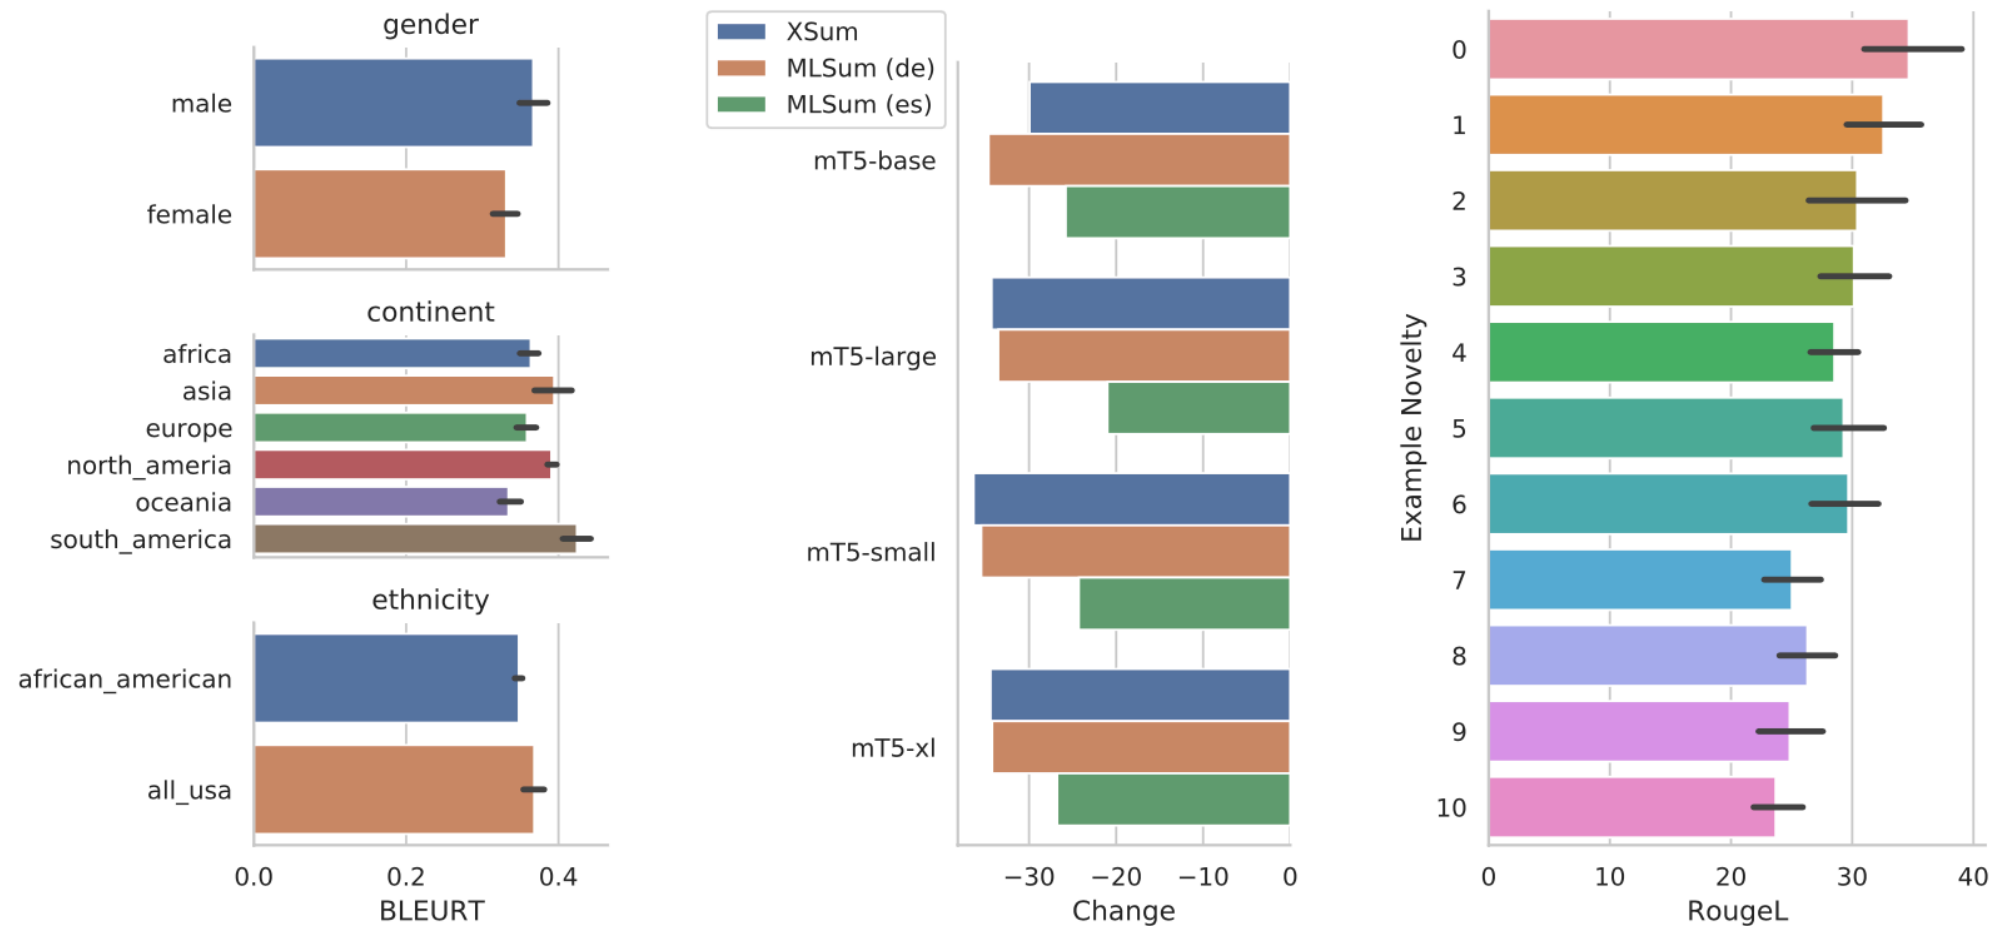 gender
male
female
continent
africa
asia
europe
north_ameria
oceania
south_america
ethnicity
african_american
all_usa
0.0 0.2 0.4
BLEURT
XSum
MLSum (de)
MLSum (es)
mT5-base
mT5-large
mT5-small
mT5-xl
−30 −20 −10 0
Change
Example Novelty
0
1
2
3
4
5
6
7
8
9
10
0 10 20 30 40
RougeL